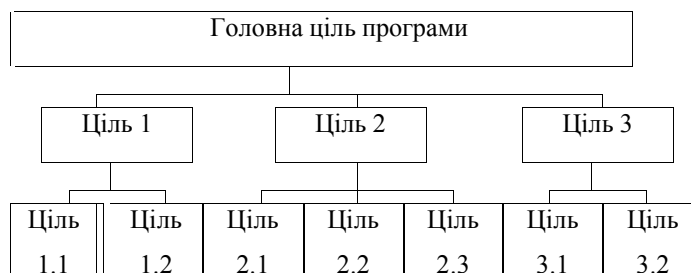 Головна ціль програми
Ціль 1
Ціль 2
Ціль 3
Ціль
1.1
Ціль
1.2
Ціль
2.1
Ціль
2.2
Ціль
2.3
Ціль
3.1
Ціль
3.2